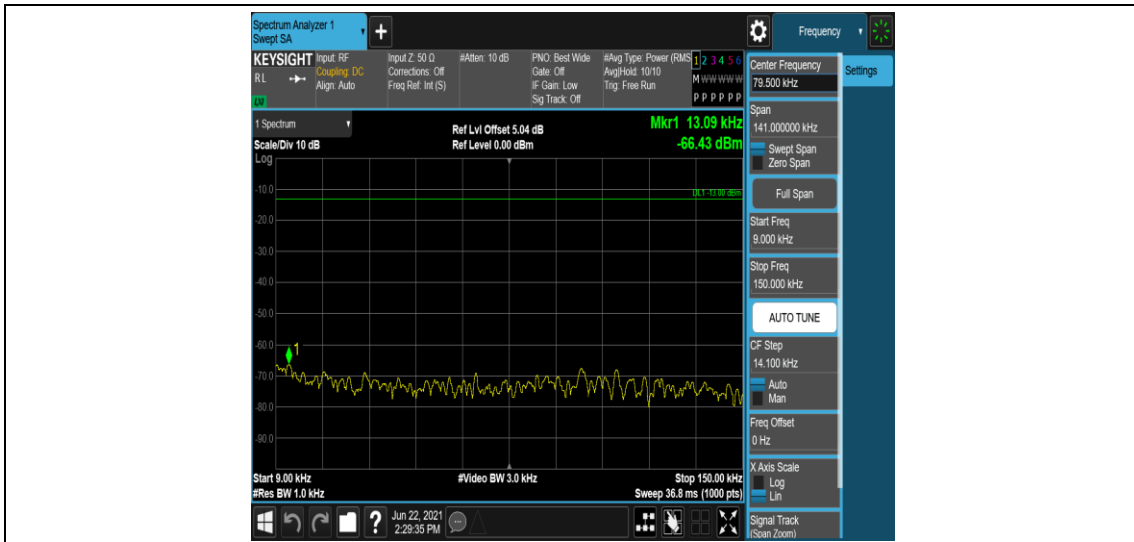 Spectrum Analyzer 1
Swept SA
+
Frequency
KEYSIGHT
RL
LXI
Input: RF
Coupling: DC
Align: Auto
Input Z: 50 Ω
Corrections: Off
Freq Ref: Int (S)
#Atten: 10 dB
PNO: Best Wide
Gate: Off
IF Gain: Low
Sig Track: Off
#Avg Type: Power (RMS
Avg|Hold: 10/10
Trig: Free Run
1 2 3 4 5 6
M W W W W W
P P P P P P
Center Frequency
79.500 kHz
Settings
1 Spectrum
Scale/Div 10 dB
Log
Ref Lvl Offset 5.04 dB
Ref Level 0.00 dBm
Mkr1 13.09 kHz
-66.43 dBm
DL1 -13.00 dBm
-10.0
-20.0
-30.0
-40.0
-50.0
-60.0
-70.0
-80.0
-90.0
1
Start 9.00 kHz
#Res BW 1.0 kHz
#Video BW 3.0 kHz
Stop 150.00 kHz
Sweep 36.8 ms (1000 pts)
Span
141.000000 kHz
Swept Span
Zero Span
Full Span
Start Freq
9.000 kHz
Stop Freq
150.000 kHz
AUTO TUNE
CF Step
14.100 kHz
Auto
Man
Freq Offset
0 Hz
X Axis Scale
Log
Lin
Signal Track
(Span Zoom)
?
Jun 22, 2021
2:29:35 PM